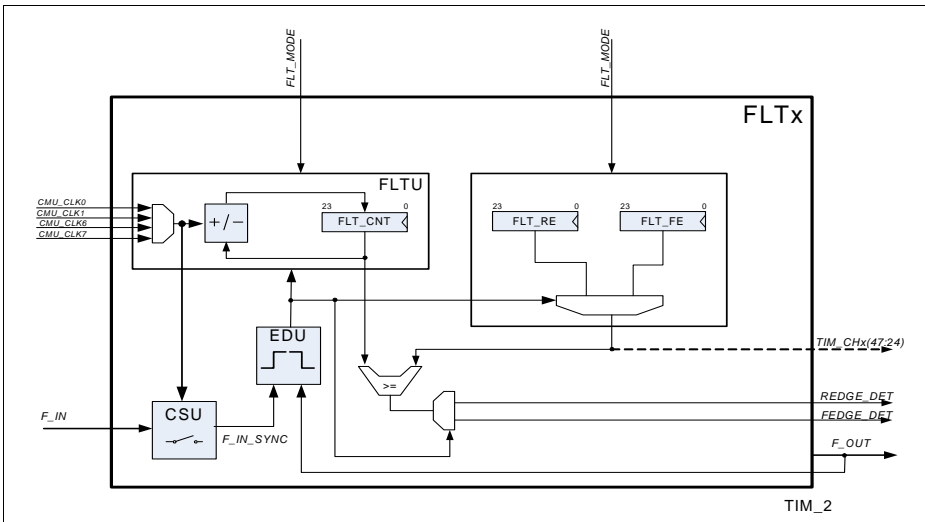 FLT_MODE
FLT_MODE
FLTx
FLTU
CMU_CLK0
CMU_CLK1
CMU_CLK6
CMU_CLK7
+/-
23 0
FLT_CNT
23 0
FLT_RE
23 0
FLT_FE
EDU
TIM_CHx(47:24)
>=
REDGE_DET
FEDGE_DET
F_IN
CSU
F_IN_SYNC
F_OUT
TIM_2